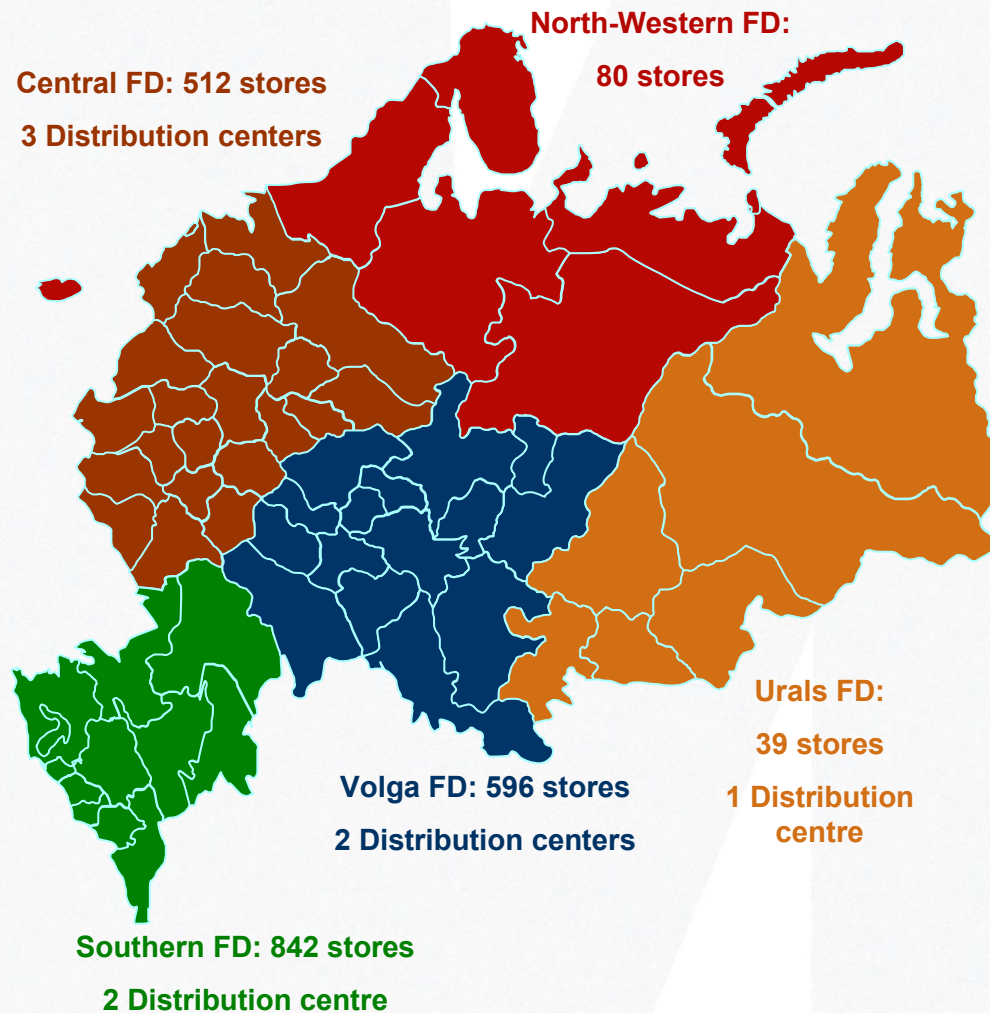 North-Western FD:
80 stores
Central FD: 512 stores
3 Distribution centers
Urals FD:
39 stores
1 Distribution
centre
Volga FD: 596 stores
2 Distribution centers
Southern FD: 842 stores
2 Distribution centre